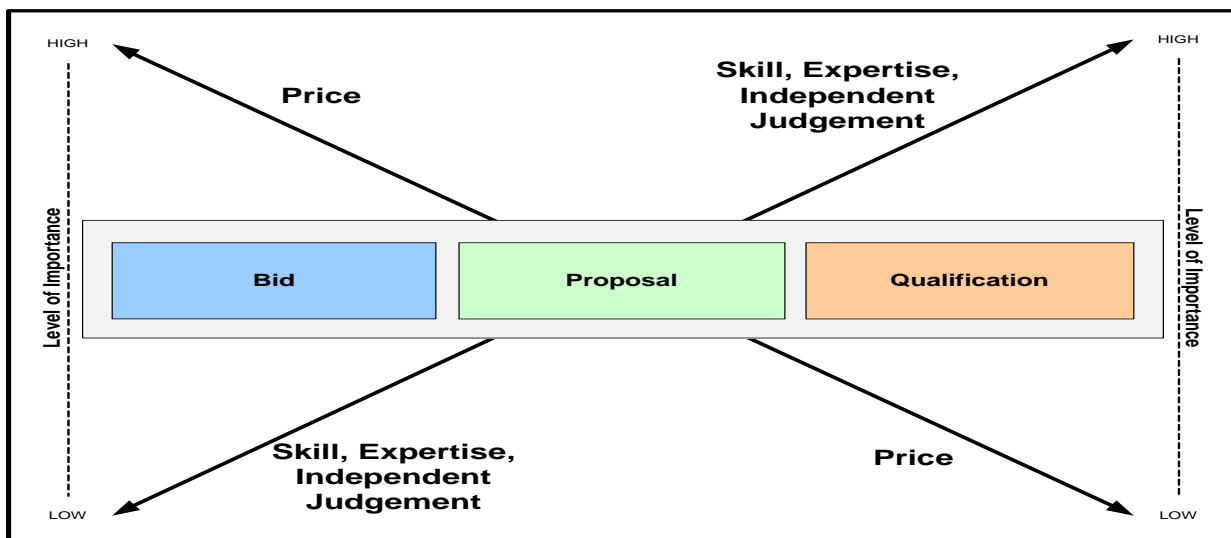 HIGH
HIGH
Price
Skill, Expertise,
Independent
Judgement
Level of Importance
Level of Importance
Bid
Proposal
Qualification
Skill, Expertise,
Independent
Judgement
Price
LOW
LOW